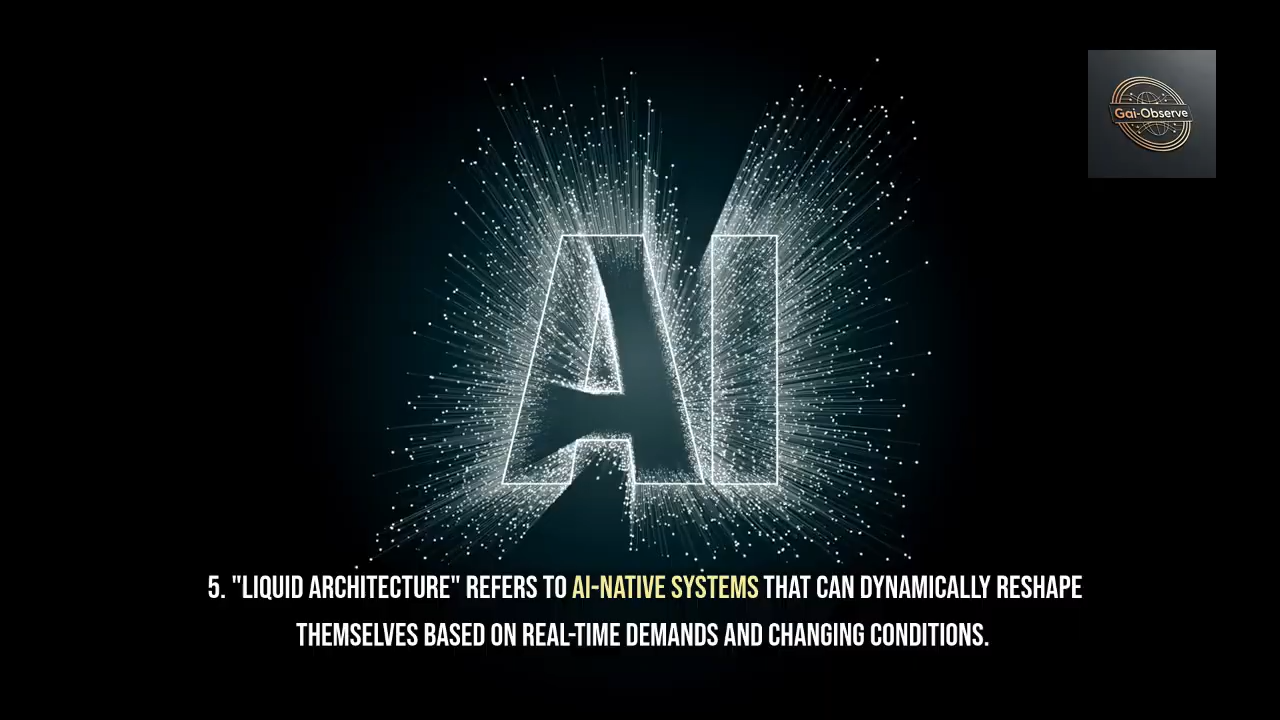 Gai-Observe
AI
5. "LIQUID ARCHITECTURE" REFERS TO AI-NATIVE SYSTEMS THAT CAN DYNAMICALLY RESHAPE
THEMSELVES BASED ON REAL-TIME DEMANDS AND CHANGING CONDITIONS.